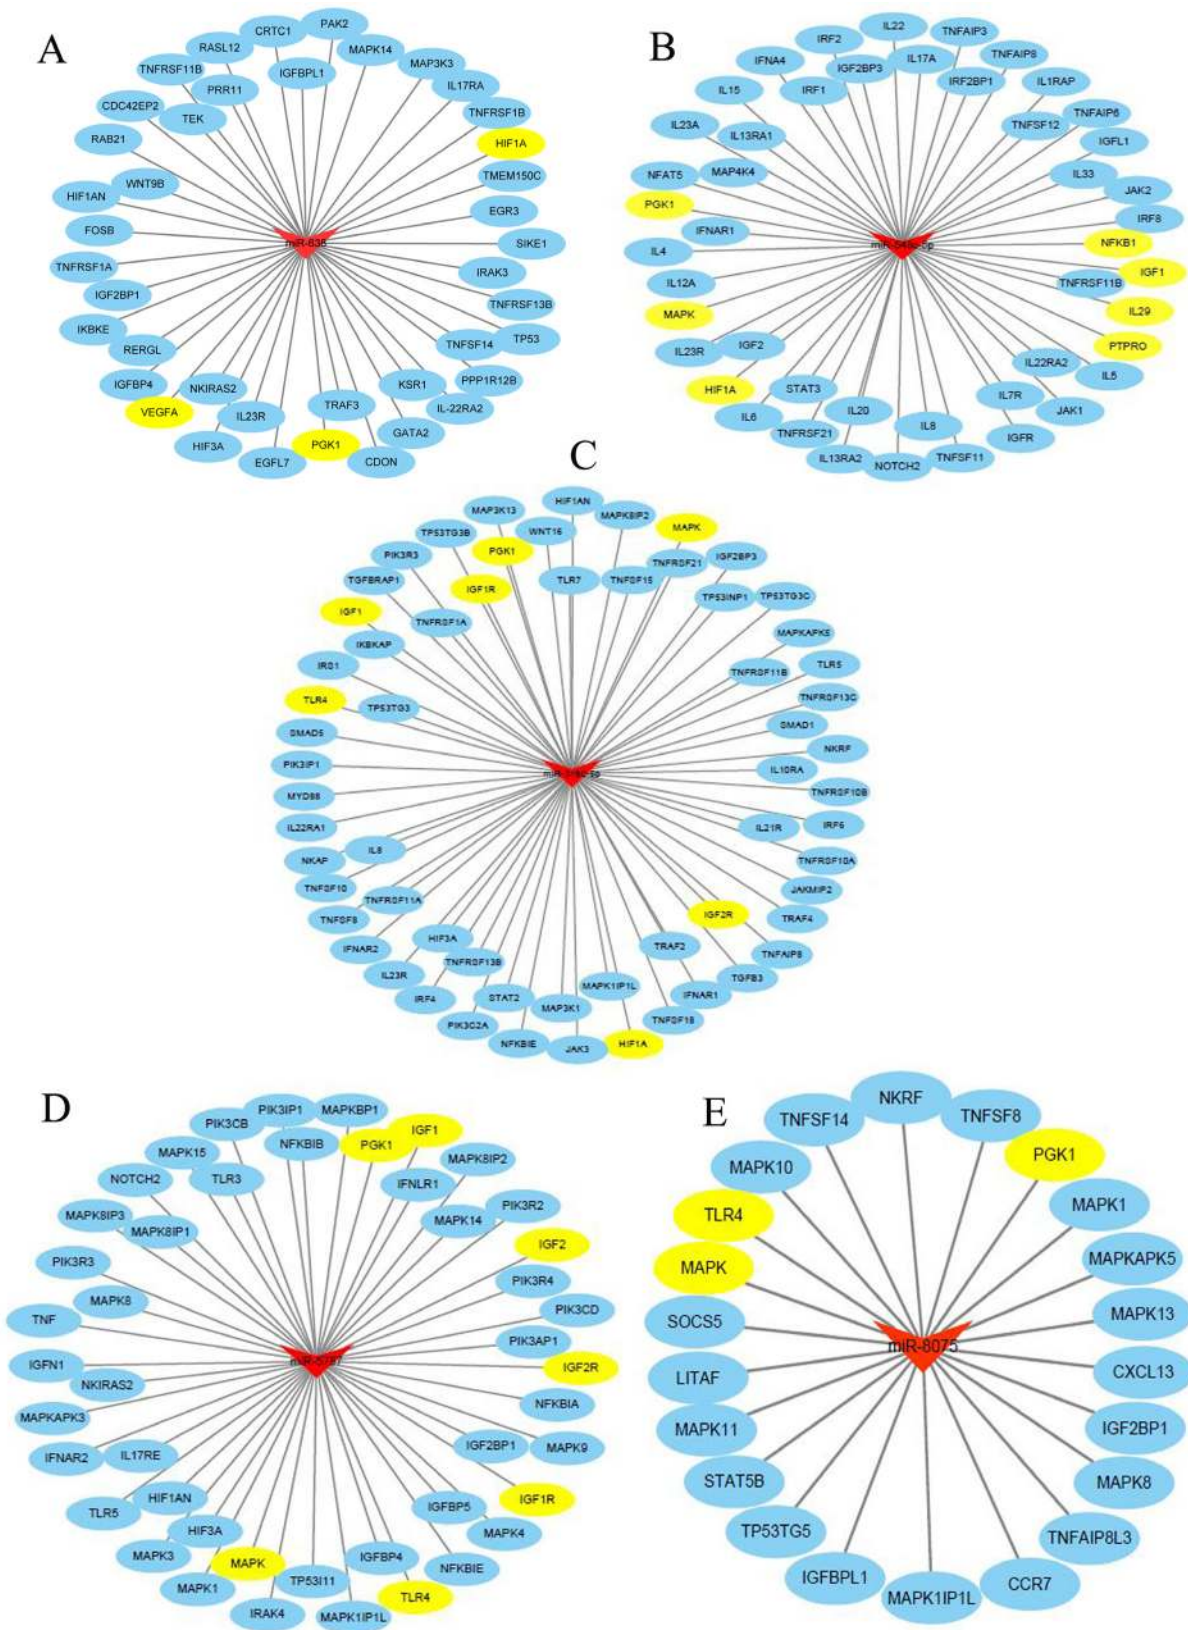 A
CRTC1
PAK2
RASL12
MAPK14
TNFRSF11B
IGFBPL1
MAP3K3
PRR11
IL17RA
CDC42EP2
TEK
TNFRSF1B
RAB21
HIF1A
WNT9B
TMEM150C
HIF1AN
EGR3
FOSB
miR-638
SIKE1
TNFRSF1A
IRAK3
IGF2BP1
TNFRSF13B
IKBKE
TP53
RERGL
TNFSF14
IGFBP4
NKIRAS2
KSR1
PPP1R12B
VEGFA
IL23R
TRAF3
IL-22RA2
HIF3A
PGK1
GATA2
EGFL7
CDON
B
IL22
IRF2
TNFAIP3
IFNA4
IGF2BP3
IL17A
TNFAIP8
IL15
IRF1
IRF2BP1
IL1RAP
IL23A
IL13RA1
TNFSF12
TNFAIP6
IGFL1
NFAT5
MAP4K4
IL33
JAK2
PGK1
IRF8
IFNAR1
NFKB1
IL4
IGF1
IL12A
TNFRSF11B
MAPK
IL29
PTPRO
IL23R
IGF2
IL22RA2
IL5
HIF1A
STAT3
IL7R
IL6
IL20
JAK1
TNFRSF21
IL8
IGFR
IL13RA2
NOTCH2
TNFSF11
C
HIF1AN
MAP3K13
MAPK8IP2
TP53TG3B
WNT16
MAPK
PIK3R3
PGK1
TNFRSF21
IGF2BP3
TGFBRAP1
IGF1R
TLR7
TNFSF15
TP53INP1
TP53TG3C
IGF1
TNFRSF1A
MAPKAPK5
IKBKAP
IRS1
TNFRSF11B
TLR5
TLR4
TP53TG3
TNFRSF13C
SMAD5
SMAD1
PIK3IP1
NKRF
IL10RA
MYD88
TNFRSF10B
IL22RA1
IL21R
IRF5
NKAP
IL8
TNFRSF10A
TNFSF10
TNFRSF11A
JAKMIP2
TNFSF8
IGF2R
TRAF4
IFNAR2
HIF3A
TRAF2
TNFAIP8
IL23R
TNFRSF13B
TGFB3
IRF4
STAT2
MAPK1IP1L
IFNAR1
PIK3C2A
MAP3K1
TNFSF18
NFKBIE
JAK3
HIF1A
D
PIK3IP1
MAPKBP1
PIK3CB
NFKBIB
PGK1
IGF1
MAPK15
TLR3
IFNLR1
MAPK8IP2
NOTCH2
MAPK14
PIK3R2
MAPK8IP3
MAPK8IP1
IGF2
PIK3R3
PIK3R4
TNF
MAPK8
PIK3CD
PIK3AP1
IGFN1
IGF2R
NKIRAS2
MAPKAPK3
NFKBIA
IFNAR2
IL17RE
IGF2BP1
MAPK9
TLR5
HIF1AN
IGFBP5
IGF1R
HIF3A
MAPK4
MAPK3
MAPK
IGFBP4
NFKBIE
MAPK1
TP53I11
TLR4
IRAK4
MAPK1IP1L
E
NKRF
TNFSF14
TNFSF8
MAPK10
PGK1
TLR4
MAPK1
MAPK
MAPKAPK5
SOCS5
MAPK13
miR-8075
LITAF
CXCL13
MAPK11
IGF2BP1
STAT5B
MAPK8
TP53TG5
TNFAIP8L3
IGFBPL1
CCR7
MAPK1IP1L